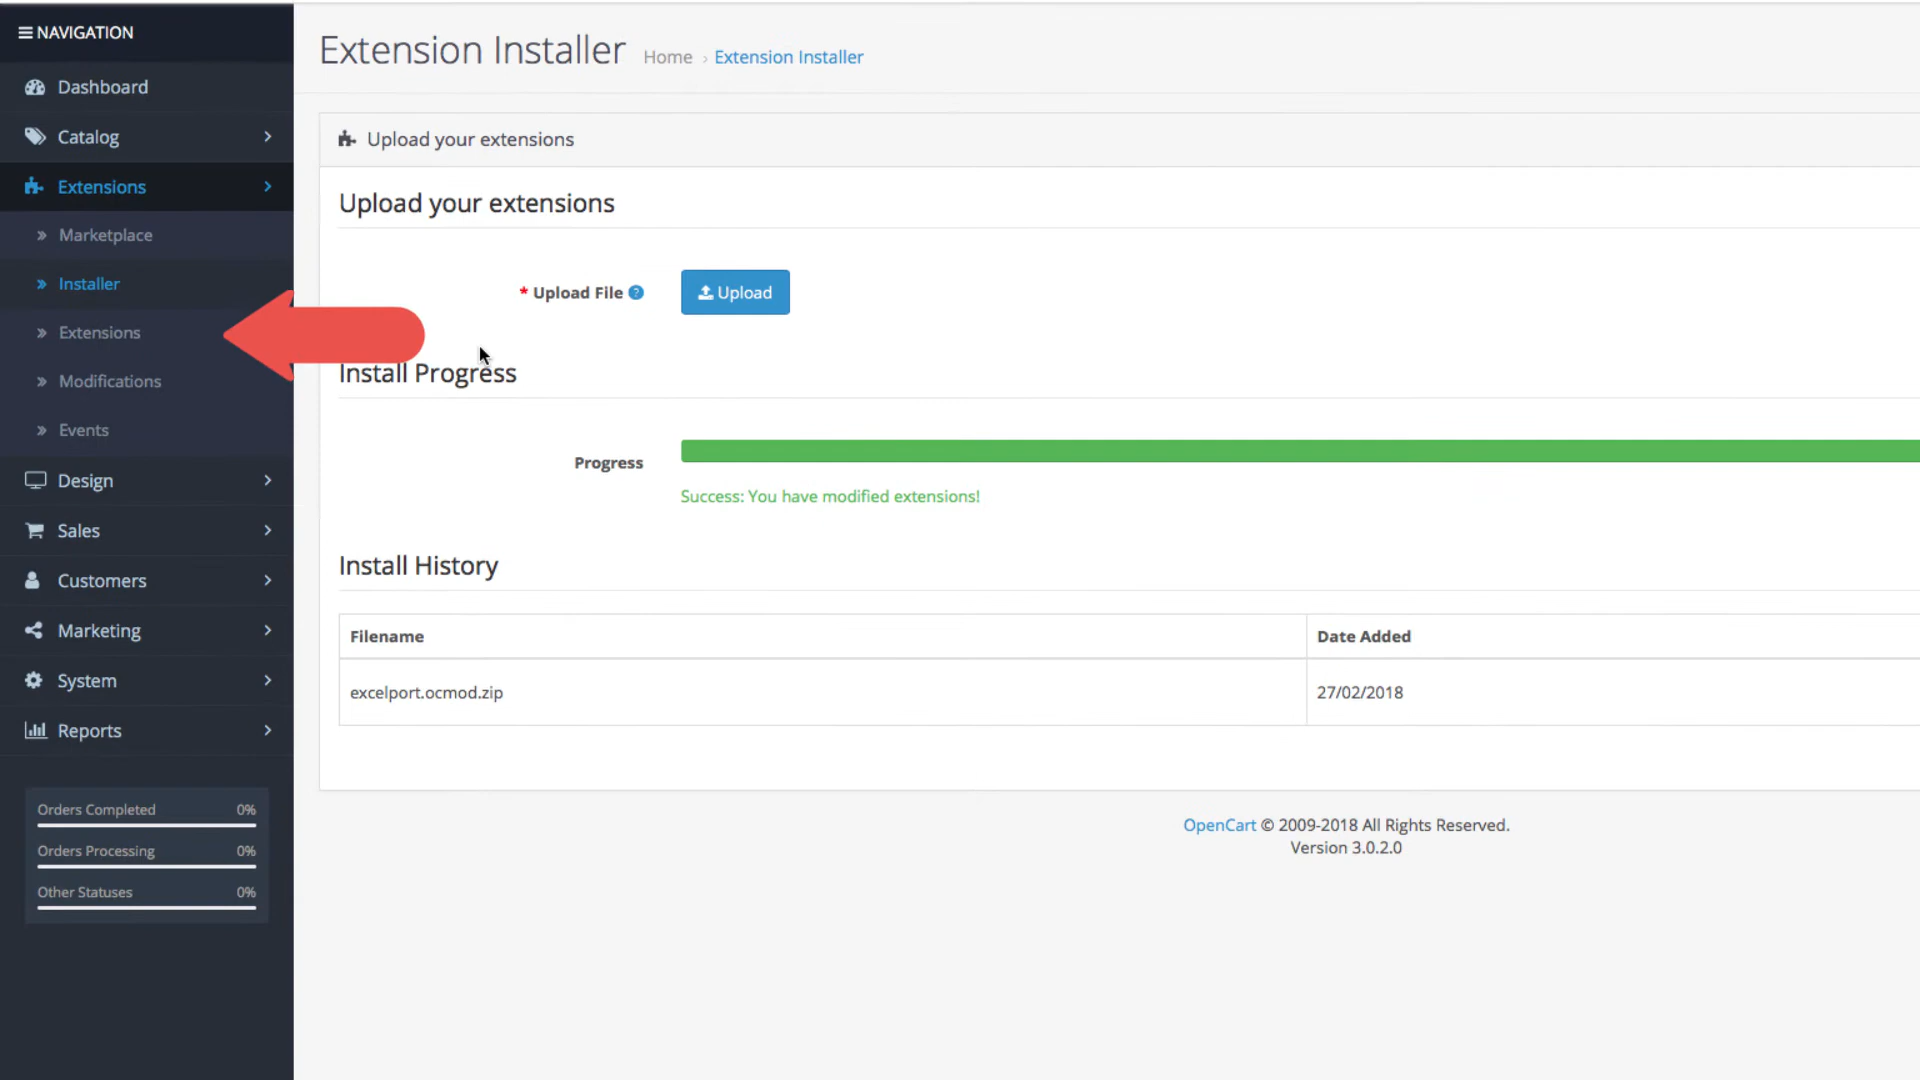 NAVIGATION
Dashboard
Catalog
Extensions
Marketplace
Installer
Extensions
Modifications
Events
Design
Sales
Customers
Marketing
System
Reports
Orders Completed 0%
Orders Processing 0%
Other Statuses 0%
Extension Installer Home › Extension Installer
Upload your extensions
Upload your extensions
* Upload File ? Upload
Install Progress
Progress
Success: You have modified extensions!
Install History
Filename Date Added
excelport.ocmod.zip 27/02/2018
OpenCart © 2009-2018 All Rights Reserved.
Version 3.0.2.0